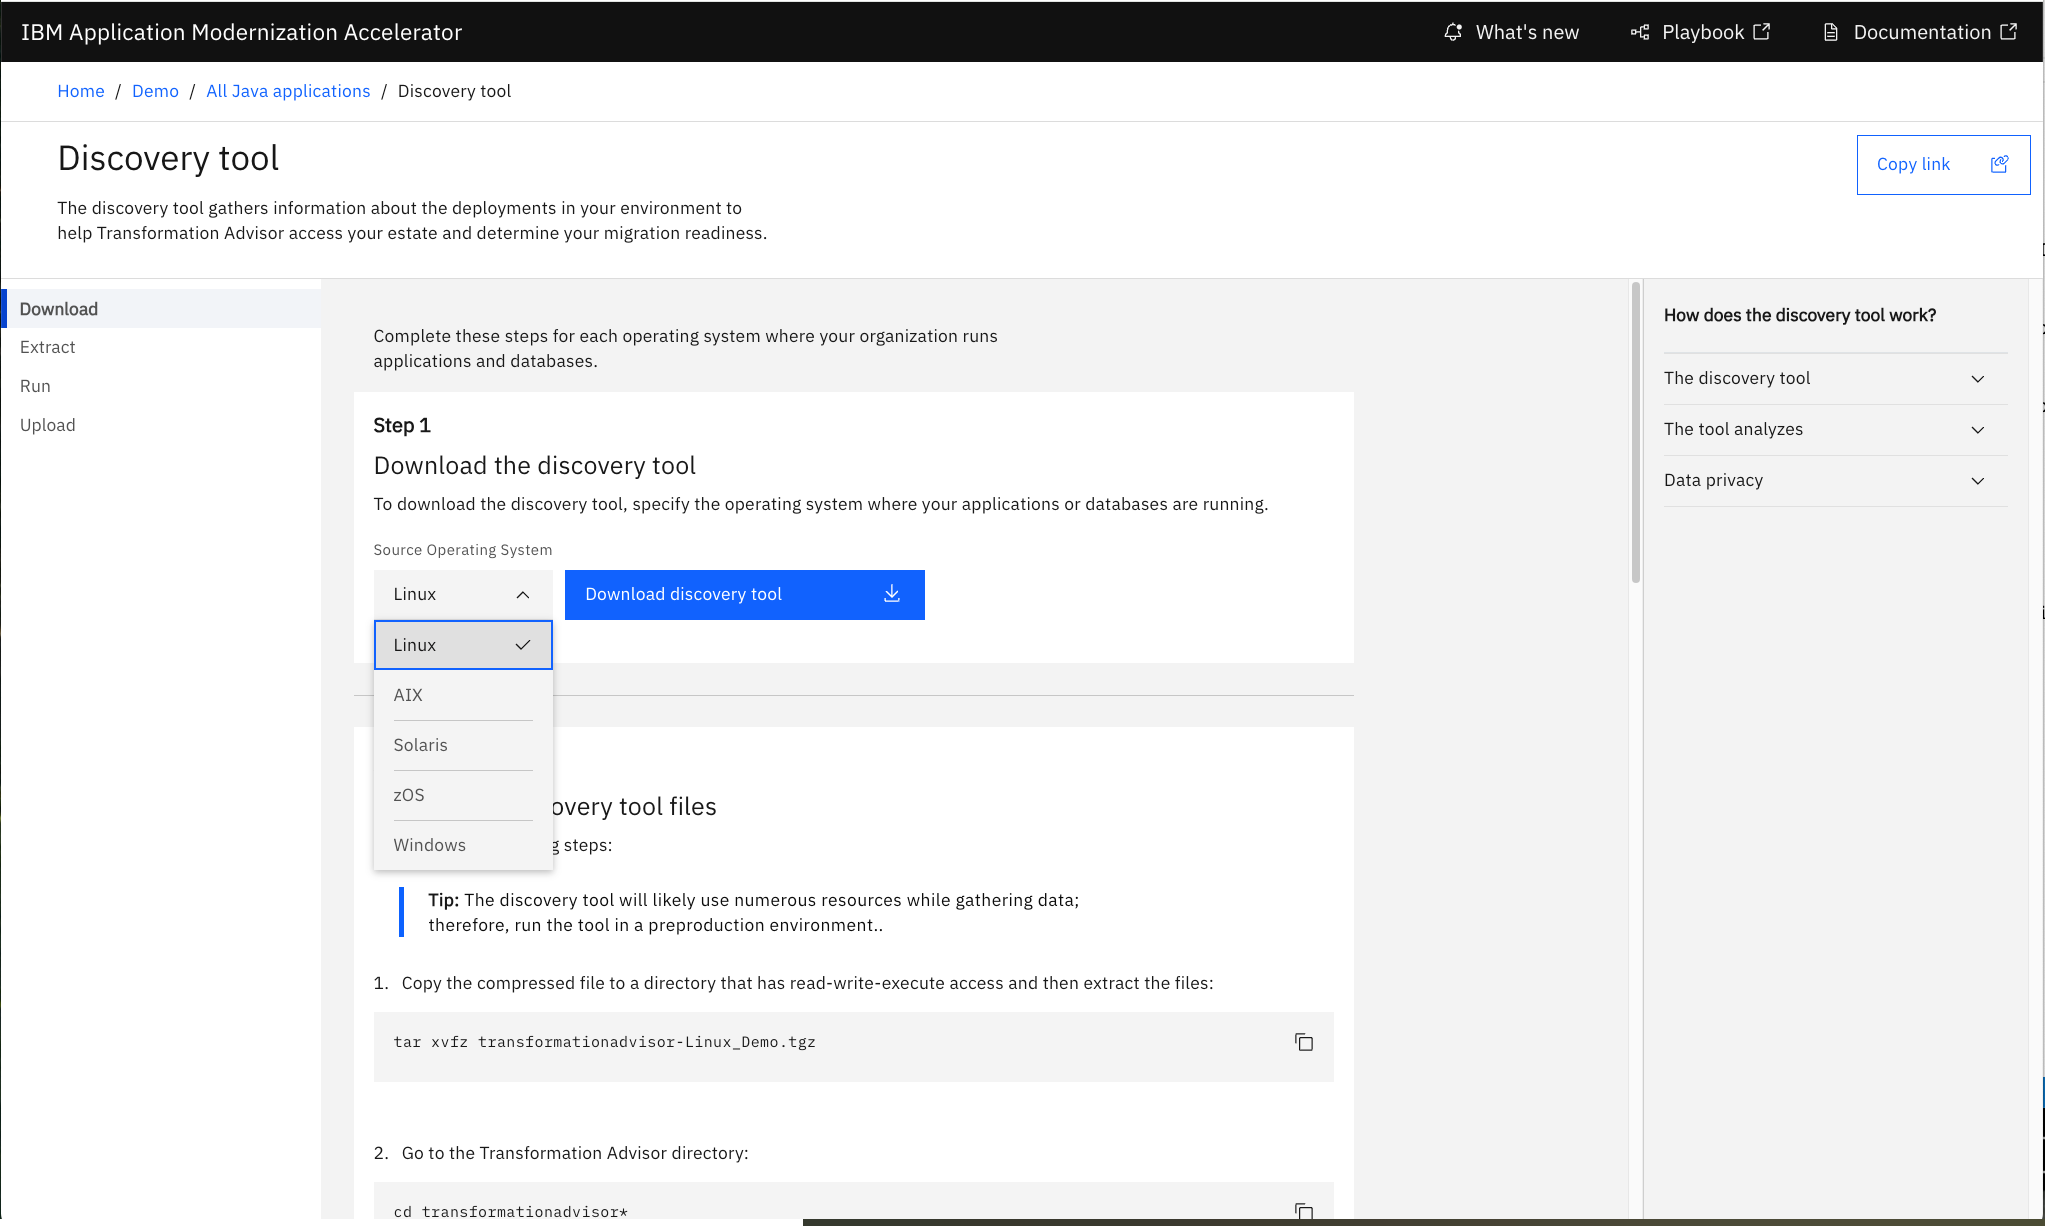 IBM Application Modernization Accelerator
What's new
Playbook
Documentation
Home / Demo / All Java applications / Discovery tool
Discovery tool
Copy link
The discovery tool gathers information about the deployments in your environment to
help Transformation Advisor access your estate and determine your migration readiness.
Download
Extract
Run
Upload
Complete these steps for each operating system where your organization runs
applications and databases.
Step 1
Download the discovery tool
To download the discovery tool, specify the operating system where your applications or databases are running.
Source Operating System
Linux
Download discovery tool
Linux
AIX
Solaris
zOS
Windows
overy tool files
g steps:
Tip: The discovery tool will likely use numerous resources while gathering data;
therefore, run the tool in a preproduction environment..
1. Copy the compressed file to a directory that has read-write-execute access and then extract the files:
tar xvfz transformationadvisor-Linux_Demo.tgz
2. Go to the Transformation Advisor directory:
cd transformationadvisor*
How does the discovery tool work?
The discovery tool
The tool analyzes
Data privacy